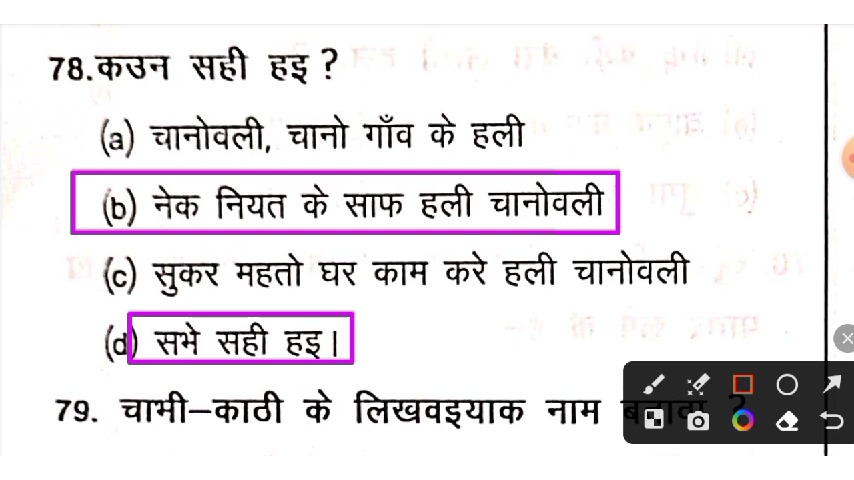 78.कउन सही हइ ?
(a) चानोवली, चानो गाँव के हली
(b) नेक नियत के साफ हली चानोवली
(c) सुकर महतो घर काम करे हली चानोवली
(d) सभे सही हइ।
79. चाभी–काठी के लिखवइयाक नाम ?